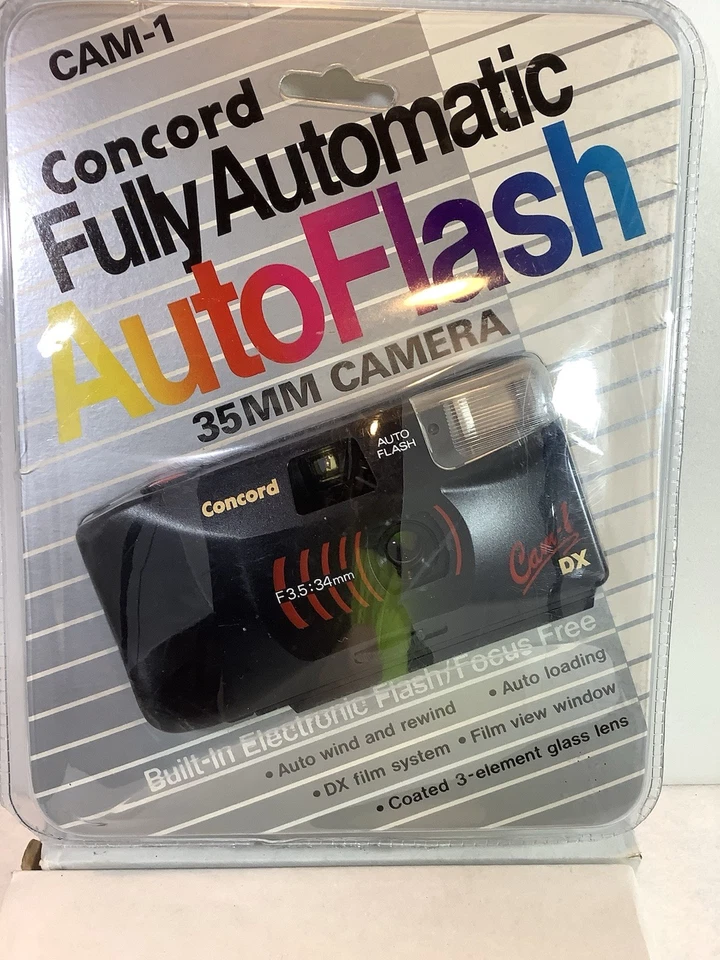 CAM-1
Concord
Fully Automatic
AutoFlash
35MM CAMERA
AUTO
FLASH
Concord
F3.5:34mm
Cam-1
DX
Built-In Electronic Flash/Focus Free
• Auto wind and rewind • Auto loading
• DX film system • Film view window
• Coated 3-element glass lens